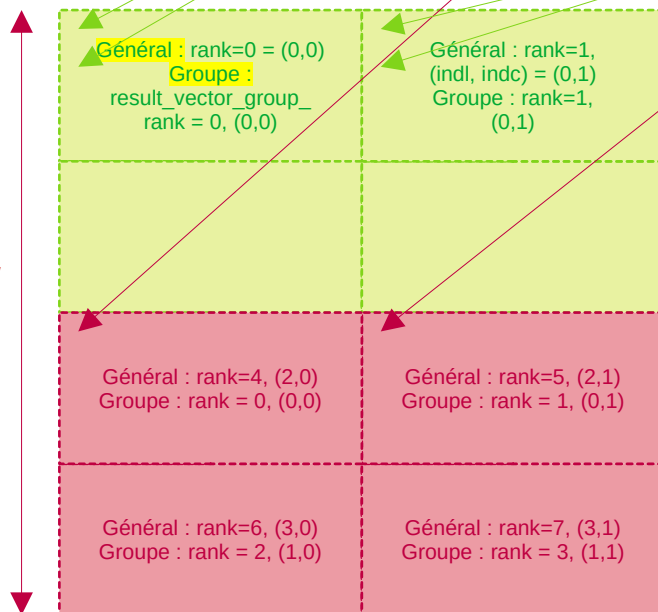 Général : rank=0 = (0,0)
Groupe :
result_vector_group_
rank = 0, (0,0)
Général : rank=1,
(indl, indc) = (0,1)
Groupe : rank=1,
(0,1)
Général : rank=4, (2,0)
Groupe : rank = 0, (0,0)
Général : rank=5, (2,1)
Groupe : rank = 1, (0,1)
Général : rank=6, (3,0)
Groupe : rank = 2, (1,0)
Général : rank=7, (3,1)
Groupe : rank = 3, (1,1)